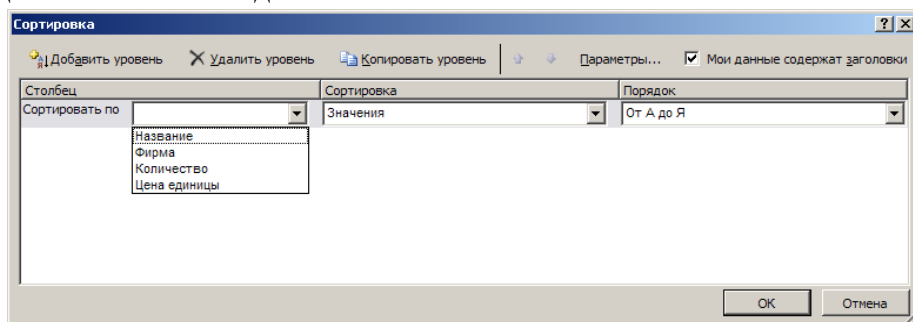 Сортировка
Добавить уровень Удалить уровень Копировать уровень Параметры... Мои данные содержат заголовки
Столбец Сортировка Порядок
Сортировать по Значения От А до Я
Название
Фирма
Количество
Цена единицы
ОК Отмена